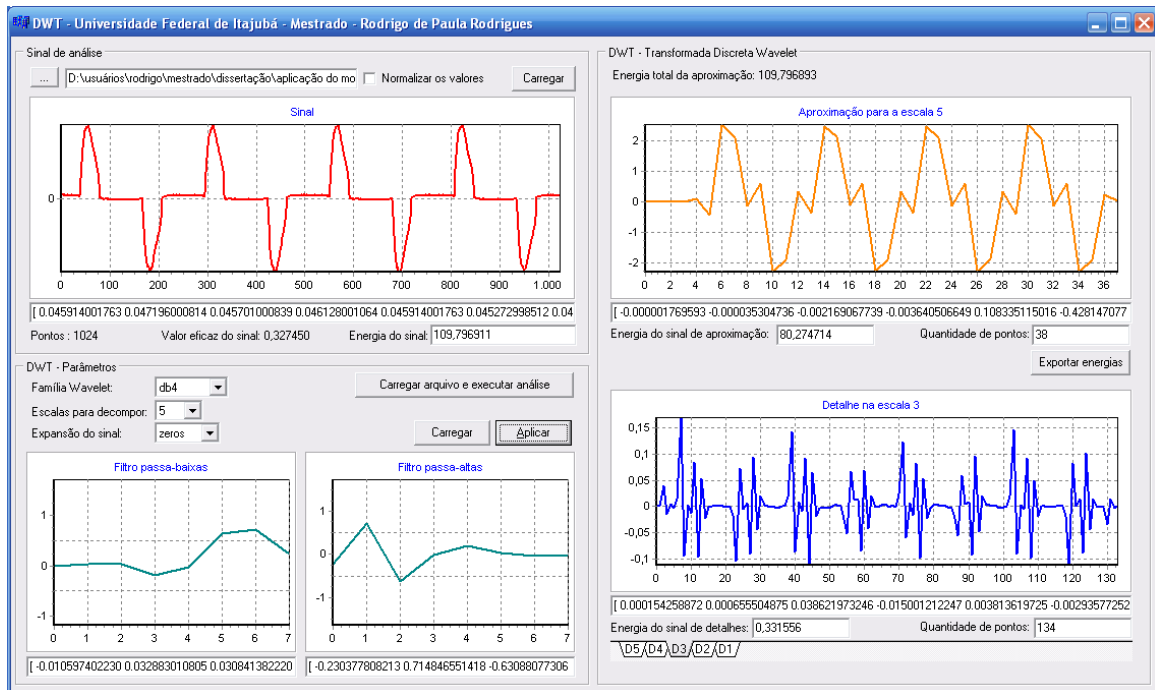 DWT - Universidade Federal de Itajubá - Mestrado - Rodrigo de Paula Rodrigues
Sinal de análise
... D:\usuários\rodrigo\mestrado\dissertação\aplicação do mo Normalizar os valores Carregar
Sinal
0
0 100 200 300 400 500 600 700 800 900 1.000
[ 0.045914001763 0.047196000814 0.045701000839 0.046128001064 0.045913999403 0.045272998512 0.04
Pontos : 1024 Valor eficaz do sinal: 0,327450 Energia do sinal: 109,796911
DWT - Parâmetros
Família Wavelet: db4 Carregar arquivo e executar análise
Escalas para decompor: 5
Expansão do sinal: zeros Carregar Aplicar
Filtro passa-baixas
1
0
-1
0 1 2 3 4 5 6 7
[ -0.010597402230 0.032883010805 0.030841382220
Filtro passa-altas
1
0
-1
0 1 2 3 4 5 6 7
[ -0.230377808213 0.714846551418 -0.63088077306
DWT - Transformada Discreta Wavelet
Energia total da aproximação: 109,796893
Aproximação para a escala 5
2
1
0
-1
-2
0 2 4 6 8 10 12 14 16 18 20 22 24 26 28 30 32 34 36
[ -0.000001769593 -0.000035304736 -0.002169067739 -0.003640506649 0.108335115016 -0.428147077
Energia do sinal de aproximação: 80,274714 Quantidade de pontos: 38
Exportar energias
Detalhe na escala 3
0,15
0,1
0,05
0
-0,05
-0,1
0 10 20 30 40 50 60 70 80 90 100 110 120 130
[ 0.000154258872 0.000655504875 0.038621973246 -0.015001212247 0.003813619725 -0.00293577252
Energia do sinal de detalhes: 0,331556 Quantidade de pontos: 134
D5 D4 D3 D2 D1